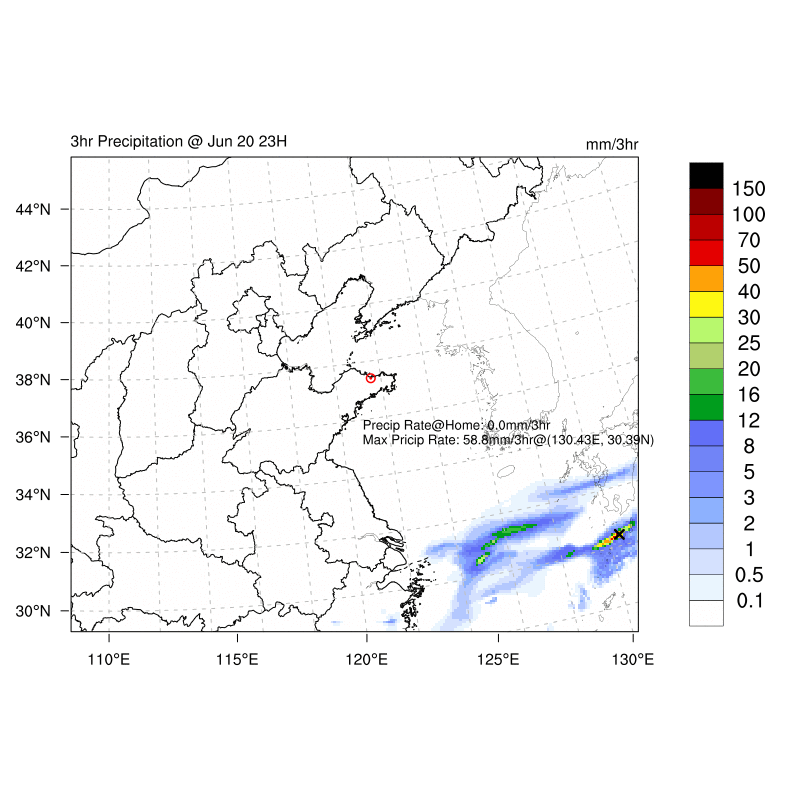 3hr Precipitation @ Jun 20 23H
mm/3hr
44°N
42°N
40°N
38°N
36°N
34°N
32°N
30°N
110°E
115°E
120°E
125°E
130°E
Precip Rate@Home: 0.0mm/3hr
Max Pricip Rate: 58.8mm/3hr@(130.43E, 30.39N)
150
100
70
50
40
30
25
20
16
12
8
5
3
2
1
0.5
0.1